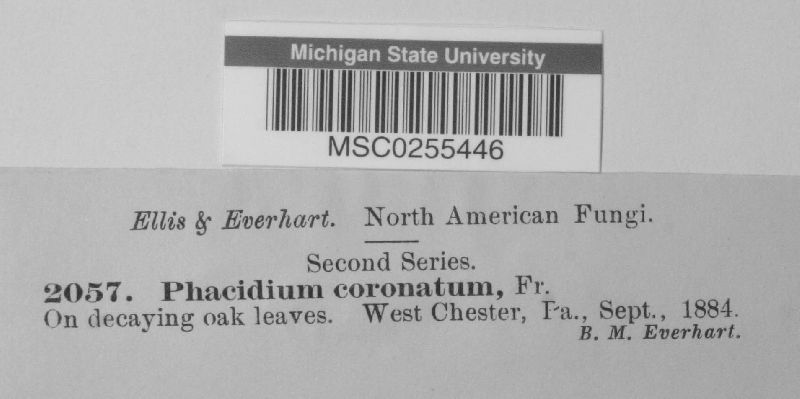 Michigan State University
MSC0255446
Ellis & Everhart. North American Fungi.
Second Series.
2057. Phacidium coronatum, Fr.
On decaying oak leaves. West Chester, Pa., Sept., 1884.
B. M. Everhart.